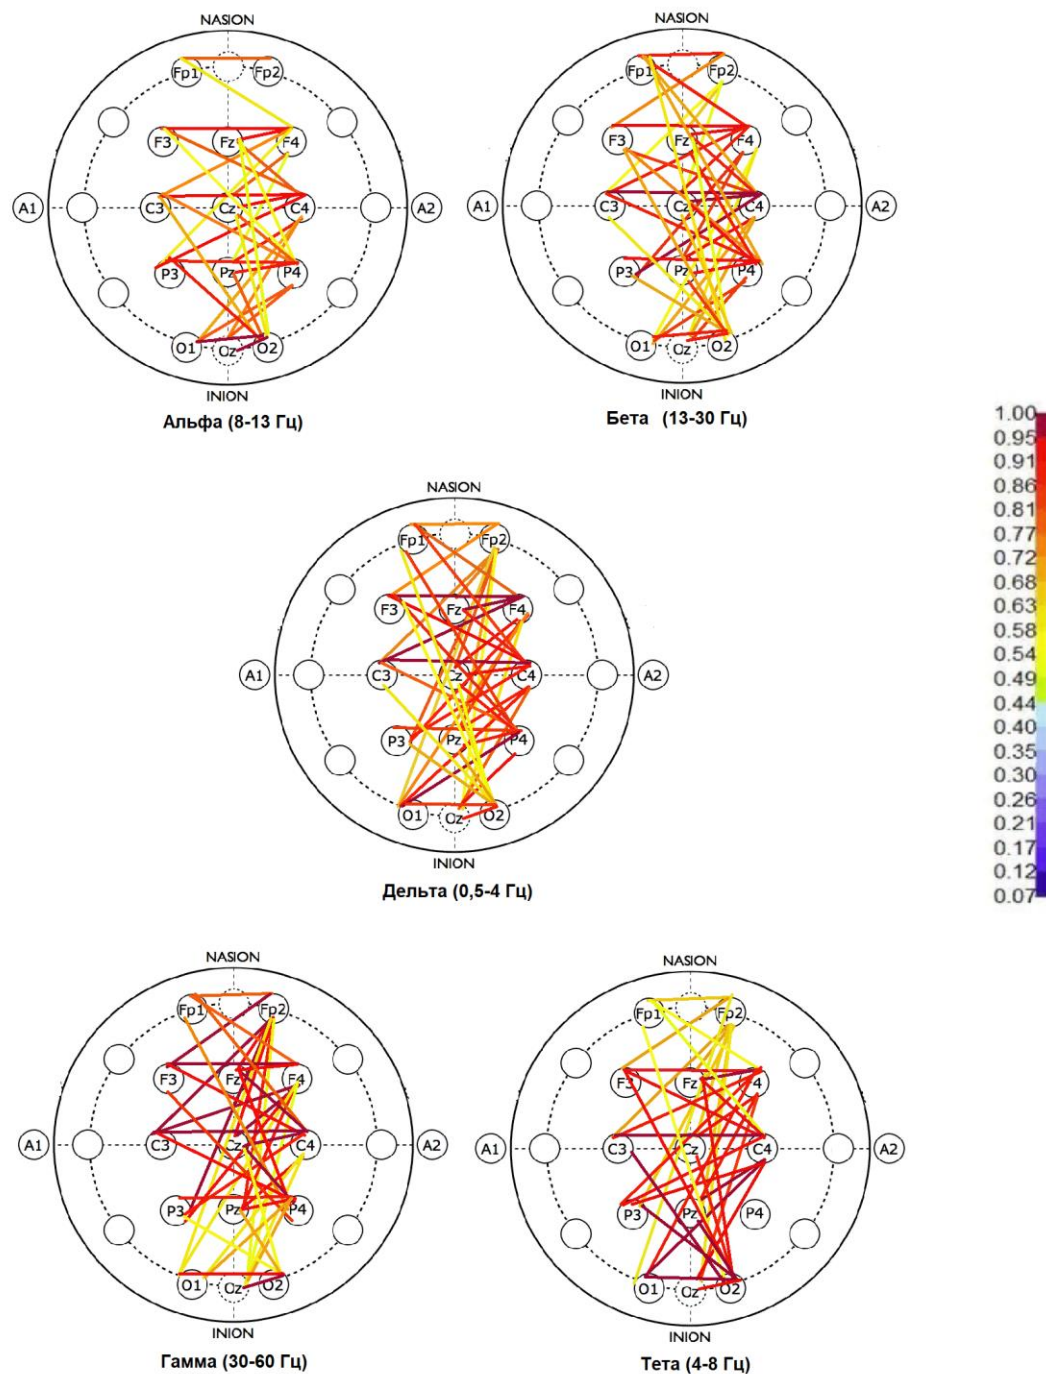 NASION NASION
Fp1 Fp2 Fp1 Fp2
F3 Fz F4 F3 Fz F4
A1 C3 Cz C4 A2 A1 C3 Cz C4 A2
P3 Pz P4 P3 Pz P4
O1 Oz O2 O1 Oz O2
INION INION
Альфа (8-13 Гц) Бета (13-30 Гц)
1.00
0.95
0.91
0.86
0.81
0.77
0.72
0.68
0.63
0.58
0.54
0.49
0.44
0.40
0.35
0.30
0.26
0.21
0.17
0.12
0.07
NASION
Fp1 Fp2
F3 Fz F4
A1 C3 Cz C4 A2
P3 Pz P4
O1 Oz O2
INION
Дельта (0,5-4 Гц)
NASION NASION
Fp1 Fp2 Fp1 Fp2
F3 Fz F4 F3 Fz F4
A1 C3 Cz C4 A2 A1 C3 Cz C4 A2
P3 Pz P4 P3 Pz P4
O1 Oz O2 O1 Oz O2
INION INION
Гамма (30-60 Гц) Тета (4-8 Гц)